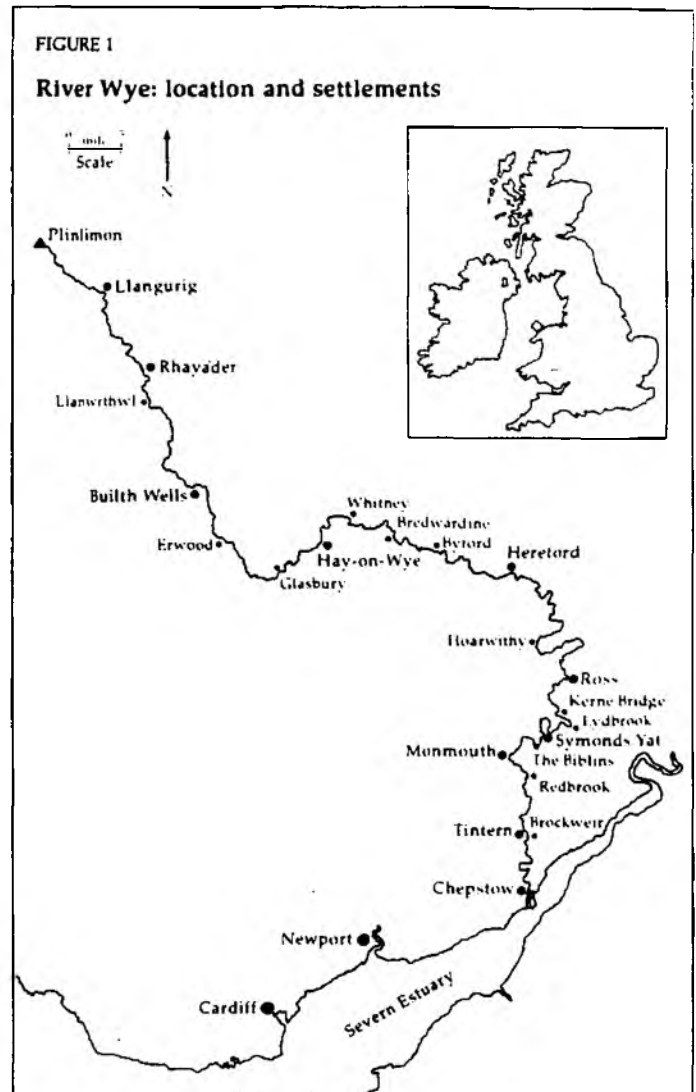 FIGURE 1
River Wye: location and settlements
Scale
N
Plinlimon
Llangurig
Rhayader
Llanwrthwl
Builth Wells
Erwood
Glasbury
Hay-on-Wye
Whitney
Bredwardine
Byford
Hereford
Hoarwithy
Ross
Kerne Bridge
Lydbrook
Symonds Yat
The Biblins
Monmouth
Redbrook
Tintern
Brockweir
Chepstow
Newport
Cardiff
Severn Estuary